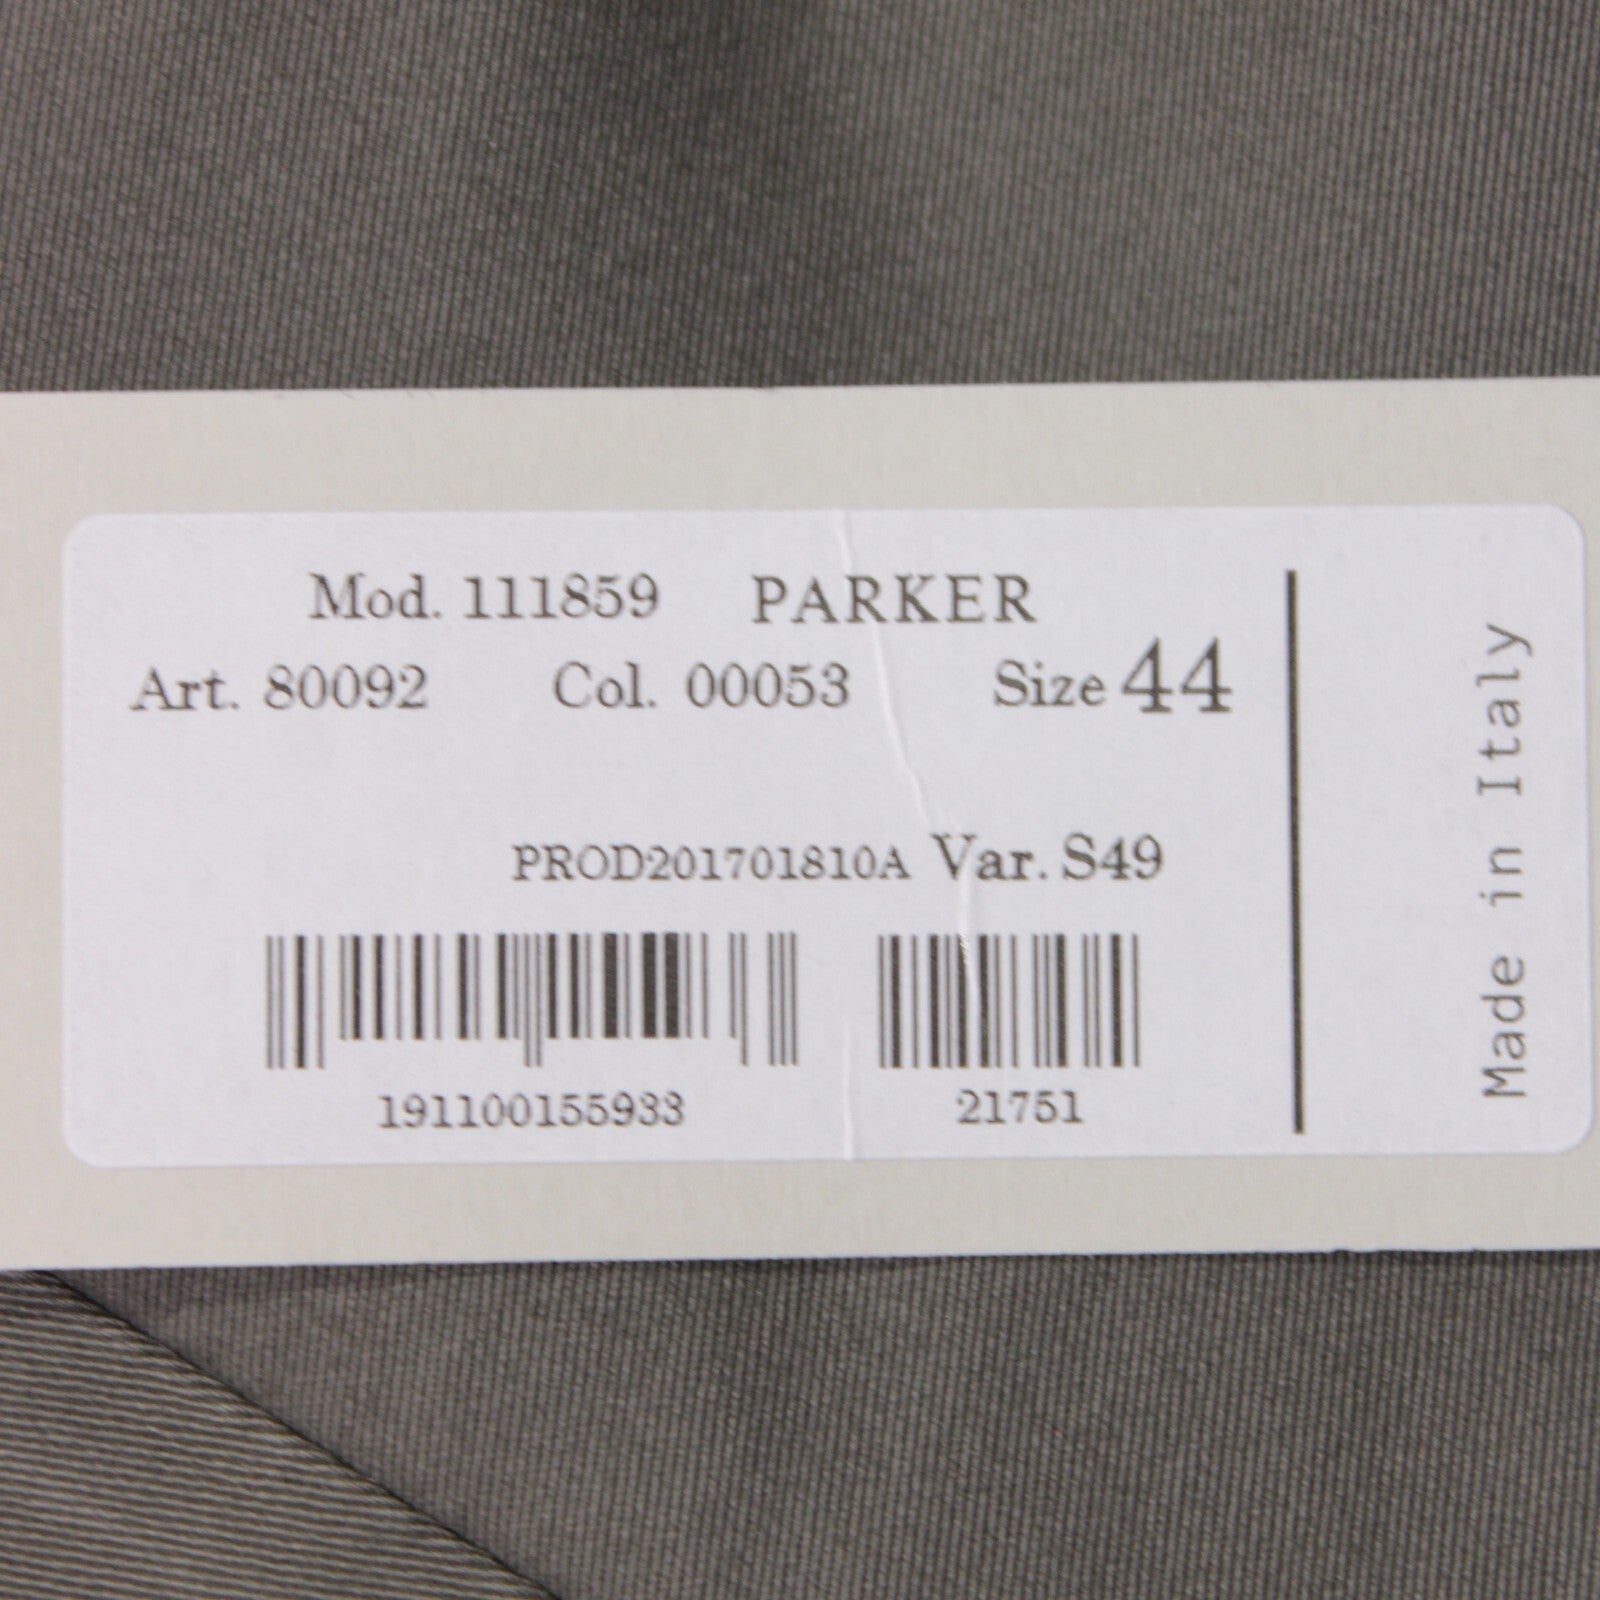 Mod. 111859 PARKER
Art. 80092 Col. 00053 Size 44
PROD201701810A Var. S49
191100155933 21751
Made in Italy